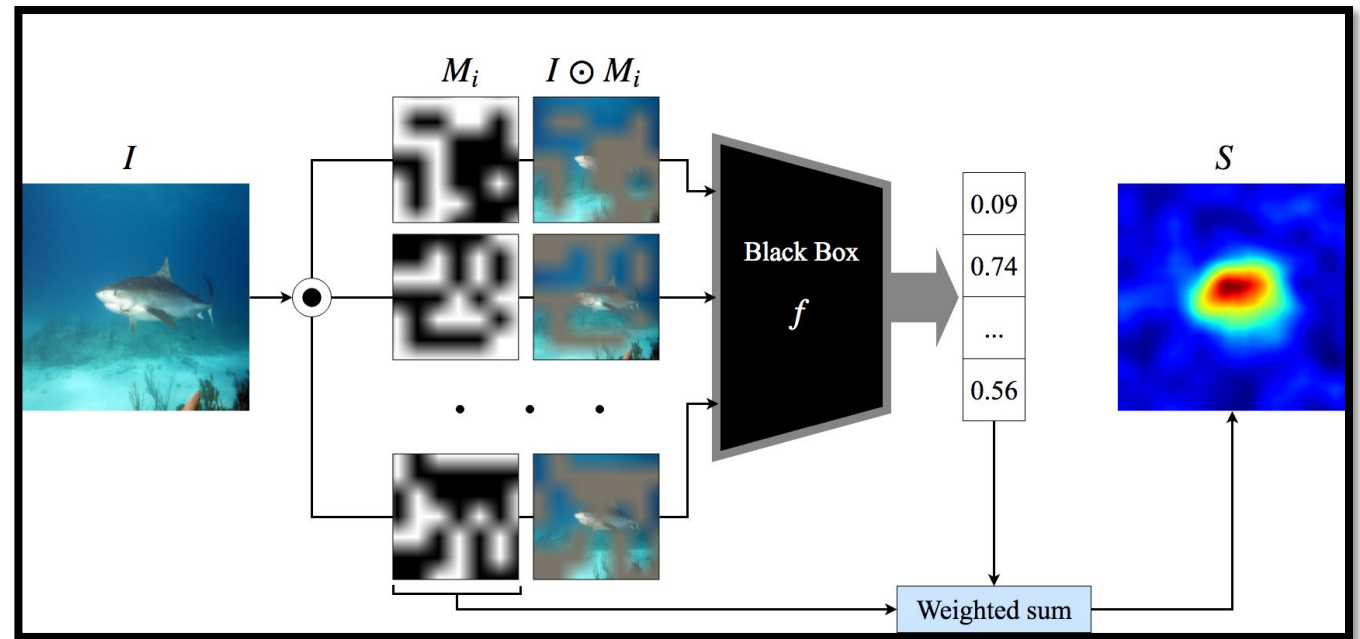 I
M_i
I ⊙ M_i
Black Box
f
0.09
0.74
...
0.56
S
Weighted sum